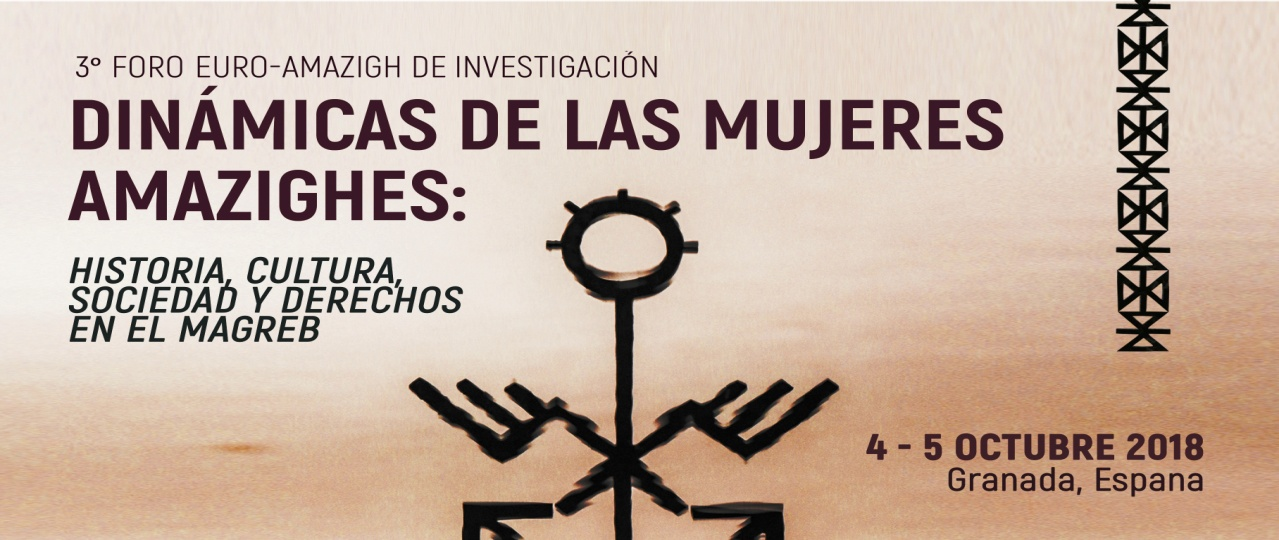 3º FORO EURO-AMAZIGH DE INVESTIGACIÓN
DINÁMICAS DE LAS MUJERES
AMAZIGHES:
HISTORIA, CULTURA,
SOCIEDAD Y DERECHOS
EN EL MAGREB
4 - 5 OCTUBRE 2018
Granada, Espana